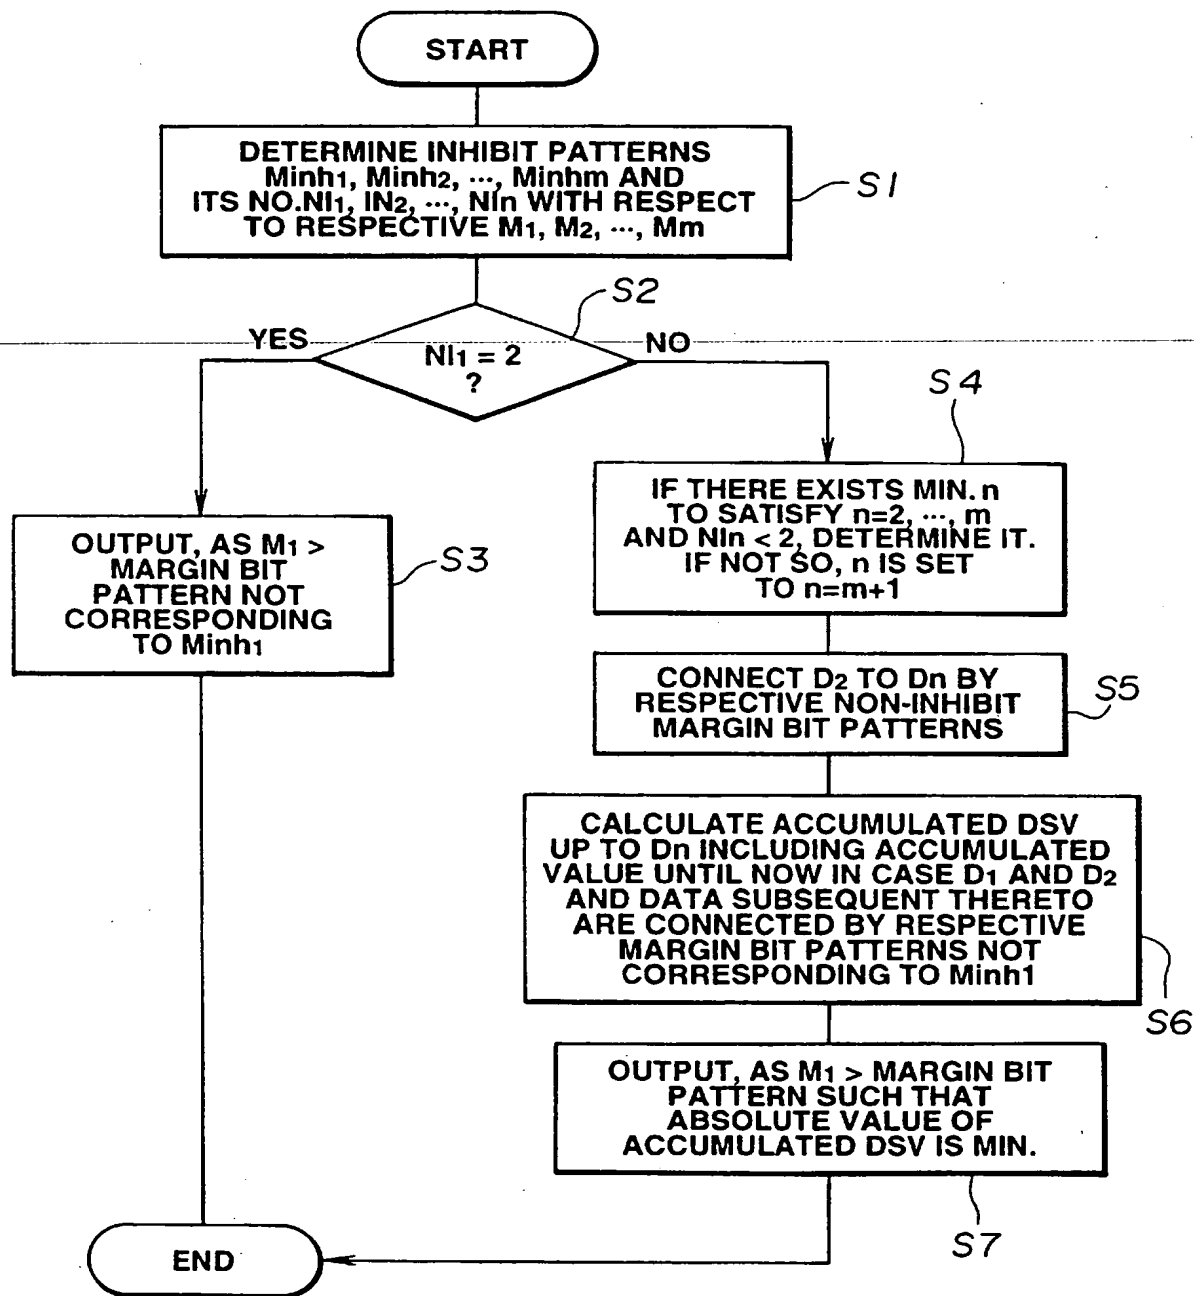 START
DETERMINE INHIBIT PATTERNS
Minh1, Minh2, ···, Minhm AND
ITS NO.NI1, IN2, ···, NIn WITH RESPECT
TO RESPECTIVE M1, M2, ···, Mm
S1
S2
YES
NI1 = 2
?
NO
S4
IF THERE EXISTS MIN. n
TO SATISFY n=2, ···, m
AND NIn < 2, DETERMINE IT.
IF NOT SO, n IS SET
TO n=m+1
OUTPUT, AS M1 >
MARGIN BIT
PATTERN NOT
CORRESPONDING
TO Minh1
S3
CONNECT D2 TO Dn BY
RESPECTIVE NON-INHIBIT
MARGIN BIT PATTERNS
S5
CALCULATE ACCUMULATED DSV
UP TO Dn INCLUDING ACCUMULATED
VALUE UNTIL NOW IN CASE D1 AND D2
AND DATA SUBSEQUENT THERETO
ARE CONNECTED BY RESPECTIVE
MARGIN BIT PATTERNS NOT
CORRESPONDING TO Minh1
S6
OUTPUT, AS M1 > MARGIN BIT
PATTERN SUCH THAT
ABSOLUTE VALUE OF
ACCUMULATED DSV IS MIN.
S7
END